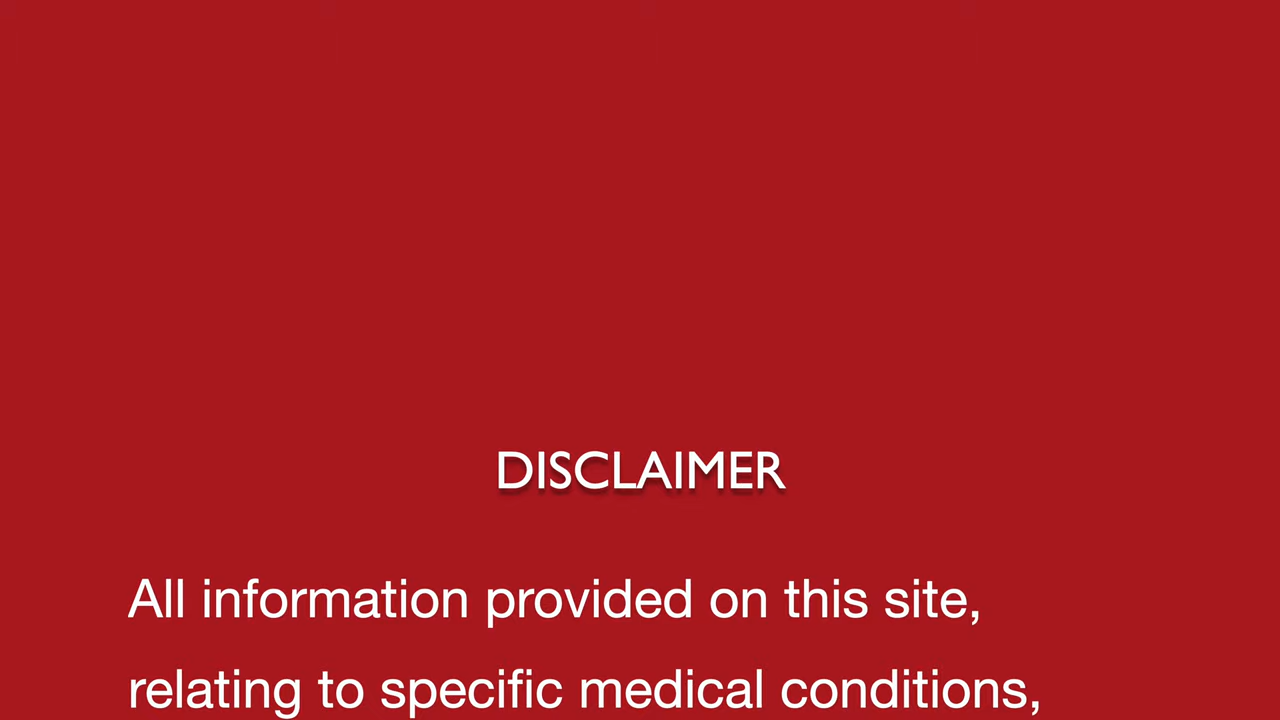 DISCLAIMER
All information provided on this site,
relating to specific medical conditions,